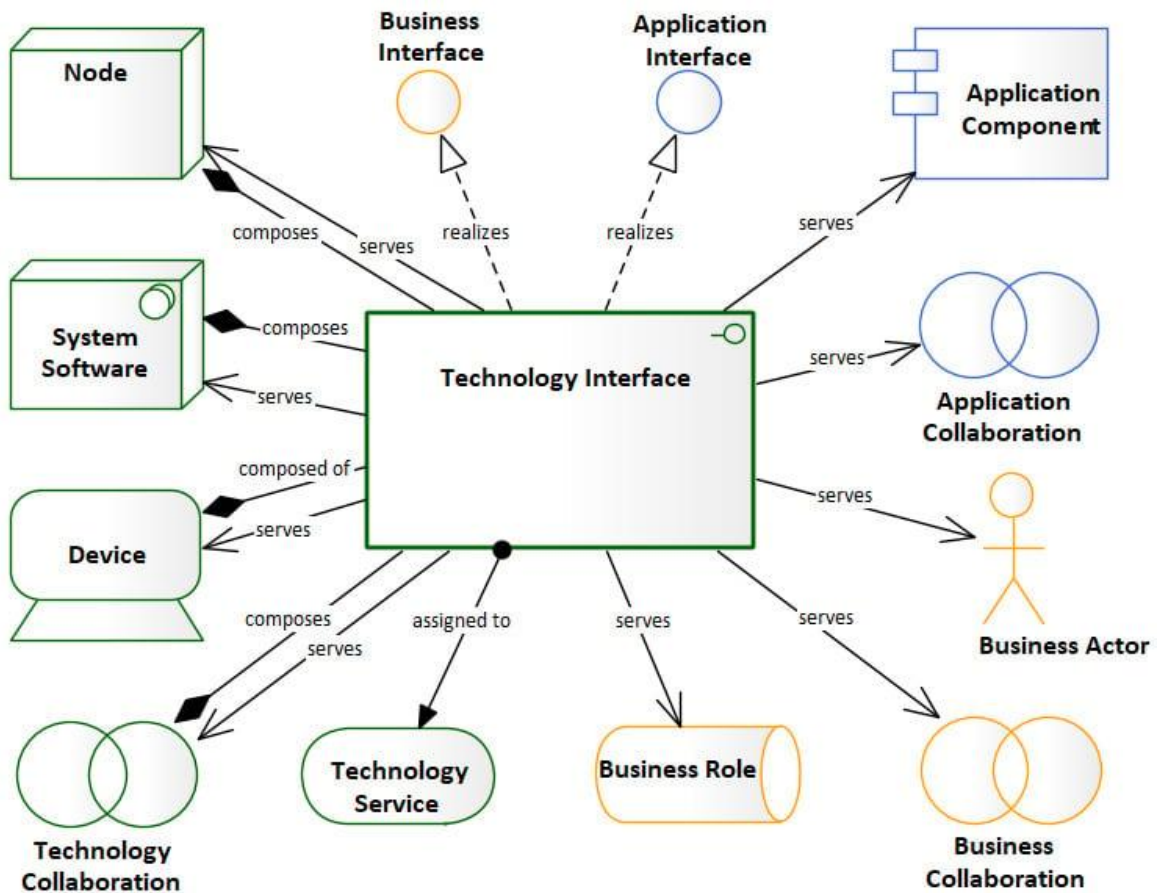 Node
Business
Interface
Application
Interface
Application
Component
composes
serves
realizes
realizes
serves
System
Software
composes
serves
Technology Interface
serves
Application
Collaboration
Device
composed of
serves
serves
Business Actor
composes
serves
assigned to
serves
serves
Technology
Collaboration
Technology
Service
Business Role
Business
Collaboration